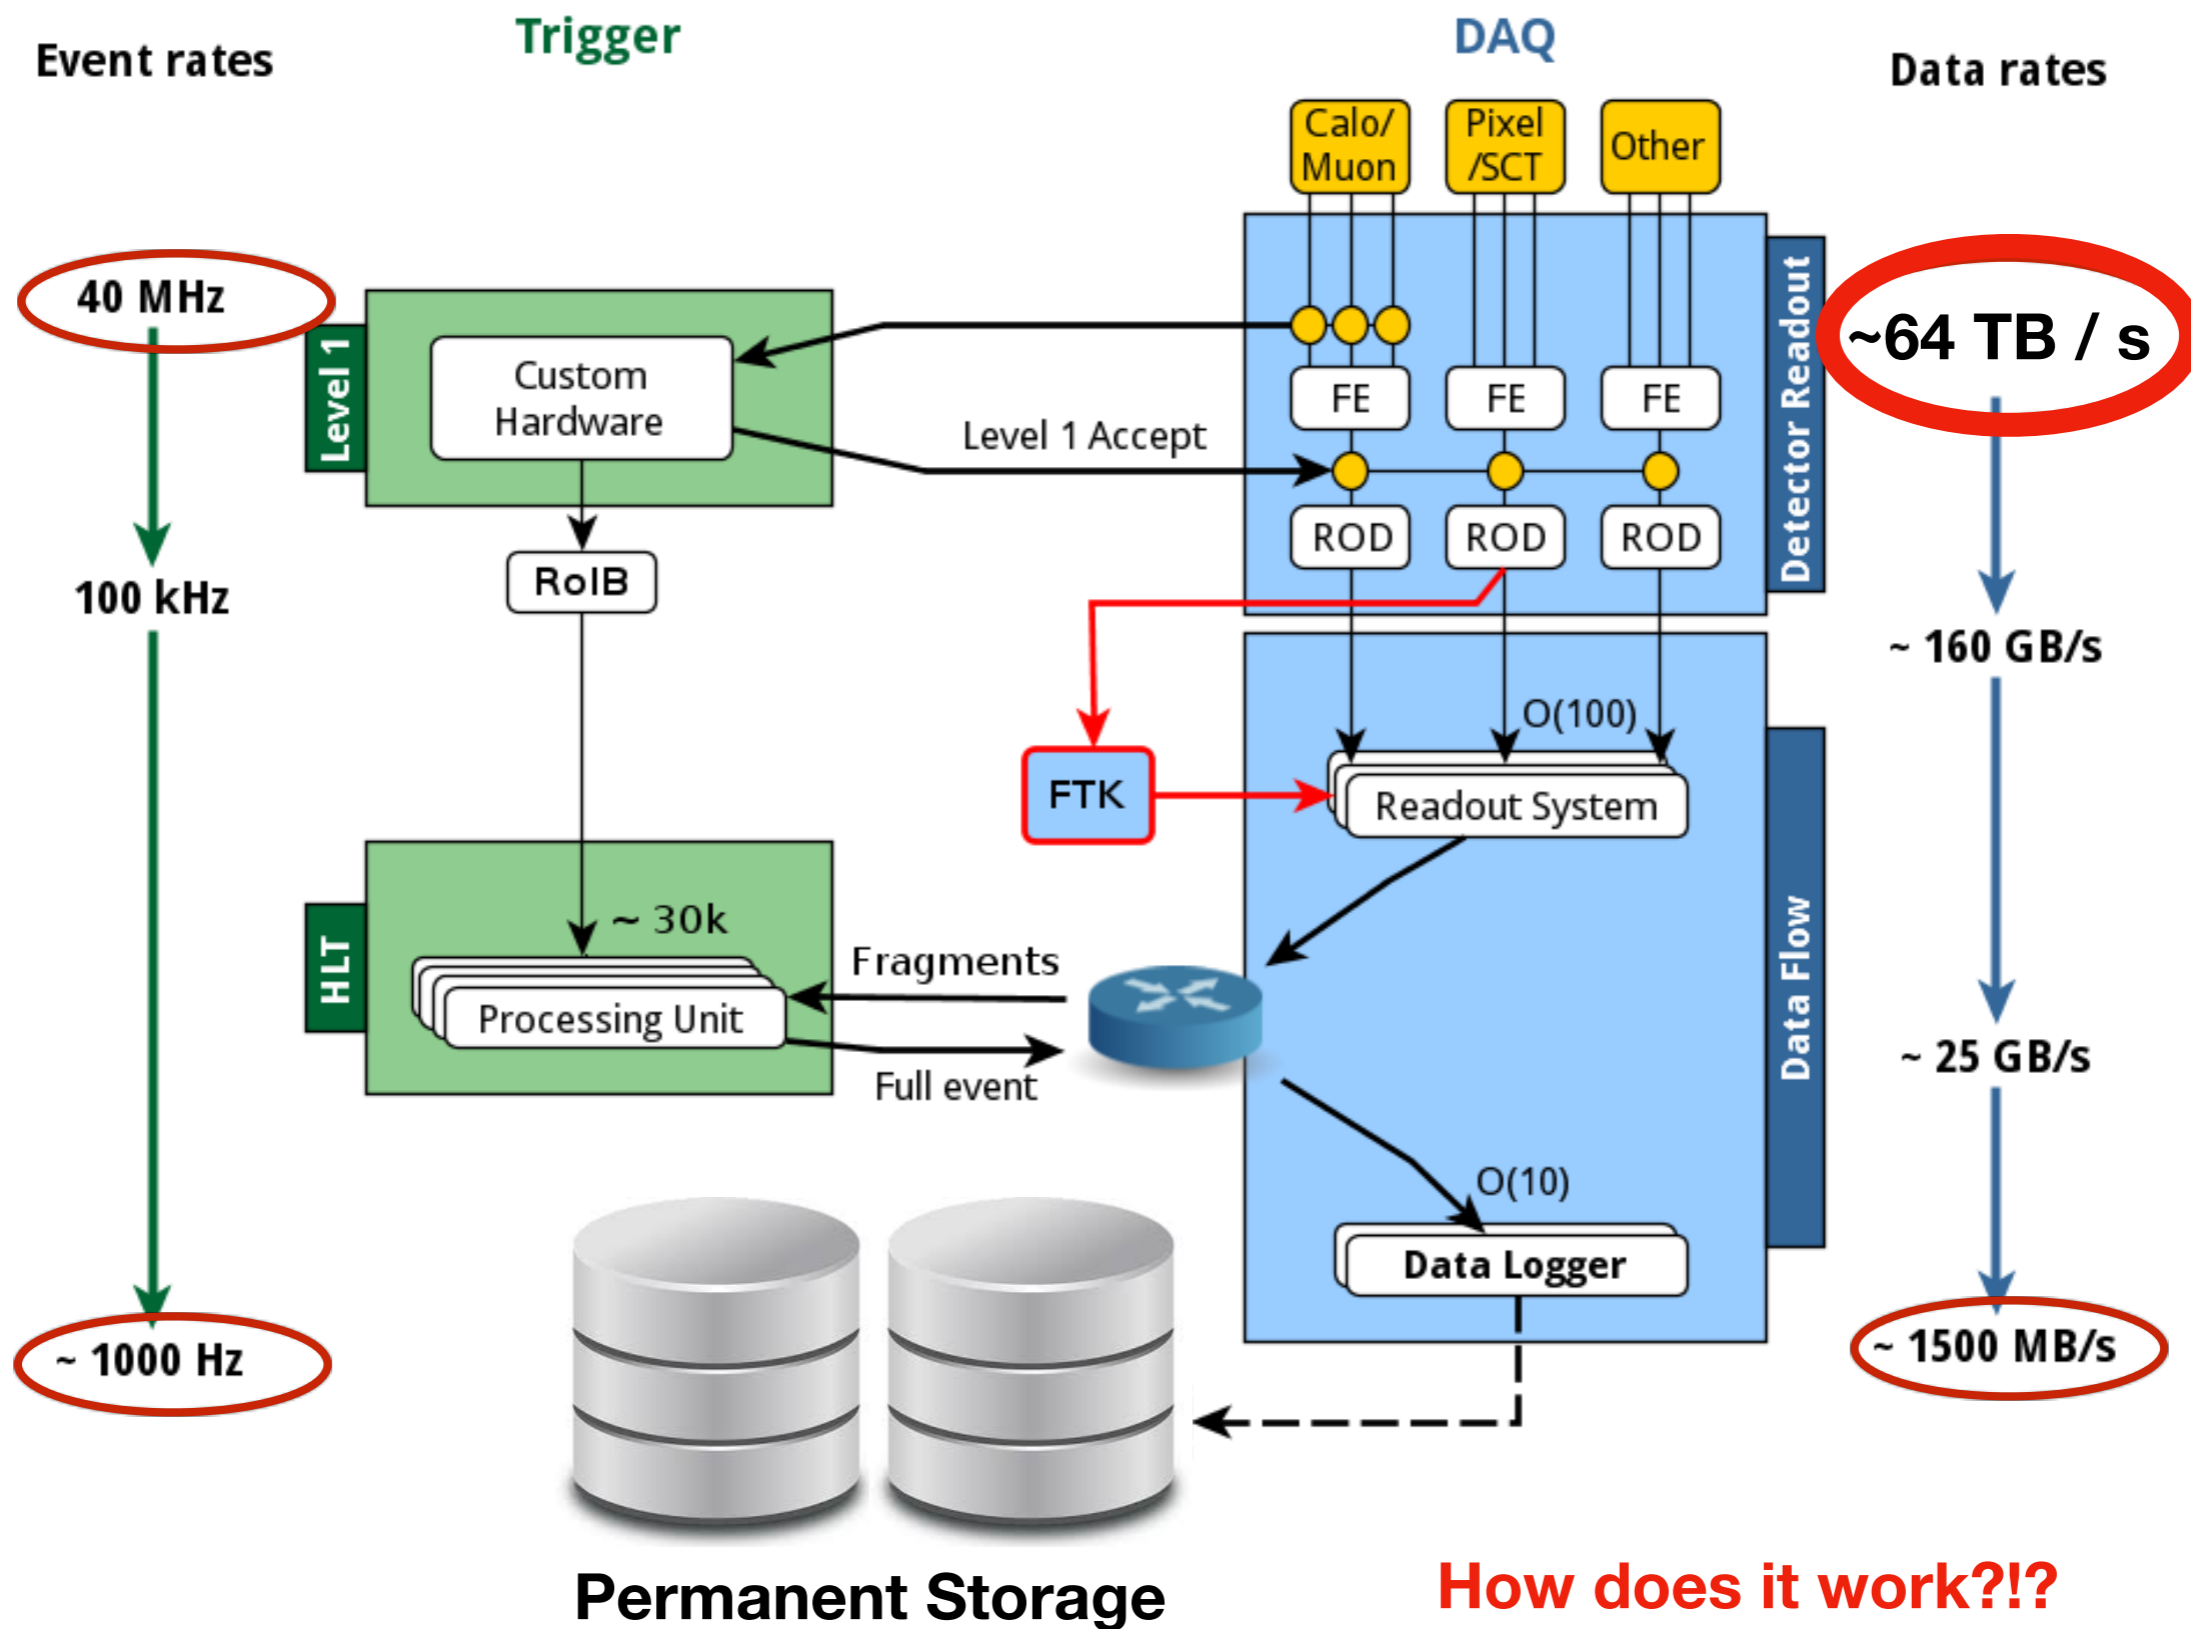 Trigger
DAQ
Event rates
Data rates
Calo/
Muon
Pixel
/SCT
Other
40 MHz
Level 1
Custom
Hardware
Level 1 Accept
FE
FE
FE
ROD
ROD
ROD
Detector Readout
~64 TB / s
100 kHz
RoIB
~ 160 GB/s
O(100)
FTK
Readout System
HLT
~ 30k
Processing Unit
Fragments
Full event
Data Flow
~ 25 GB/s
O(10)
Data Logger
~ 1000 Hz
~ 1500 MB/s
Permanent Storage
How does it work?!?